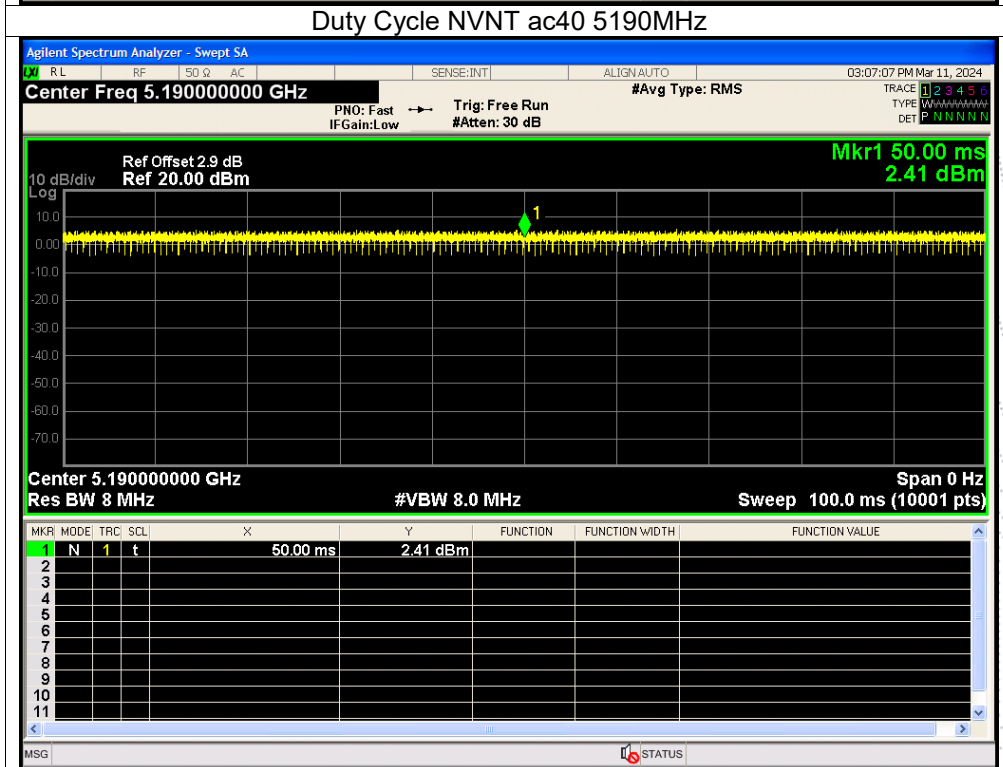 Duty Cycle NVNT ac40 5190MHz
Agilent Spectrum Analyzer - Swept SA
LXI RL RF 50 Ω AC SENSE:INT ALIGN AUTO 03:07:07 PM Mar 11, 2024
Center Freq 5.190000000 GHz #Avg Type: RMS TRACE 1 2 3 4 5 6
PNO: Fast Trig: Free Run TYPE WWWWWW
IFGain:Low #Atten: 30 dB DET P N N N N N
Mkr1 50.00 ms
2.41 dBm
Ref Offset 2.9 dB
10 dB/div Ref 20.00 dBm
Log
10.0
1
0.00
-10.0
-20.0
-30.0
-40.0
-50.0
-60.0
-70.0
Center 5.190000000 GHz Span 0 Hz
Res BW 8 MHz #VBW 8.0 MHz Sweep 100.0 ms (10001 pts)
MKR MODE TRC SCL X Y FUNCTION FUNCTION WIDTH FUNCTION VALUE
1 N 1 t 50.00 ms 2.41 dBm
2
3
4
5
6
7
8
9
10
11
MSG STATUS